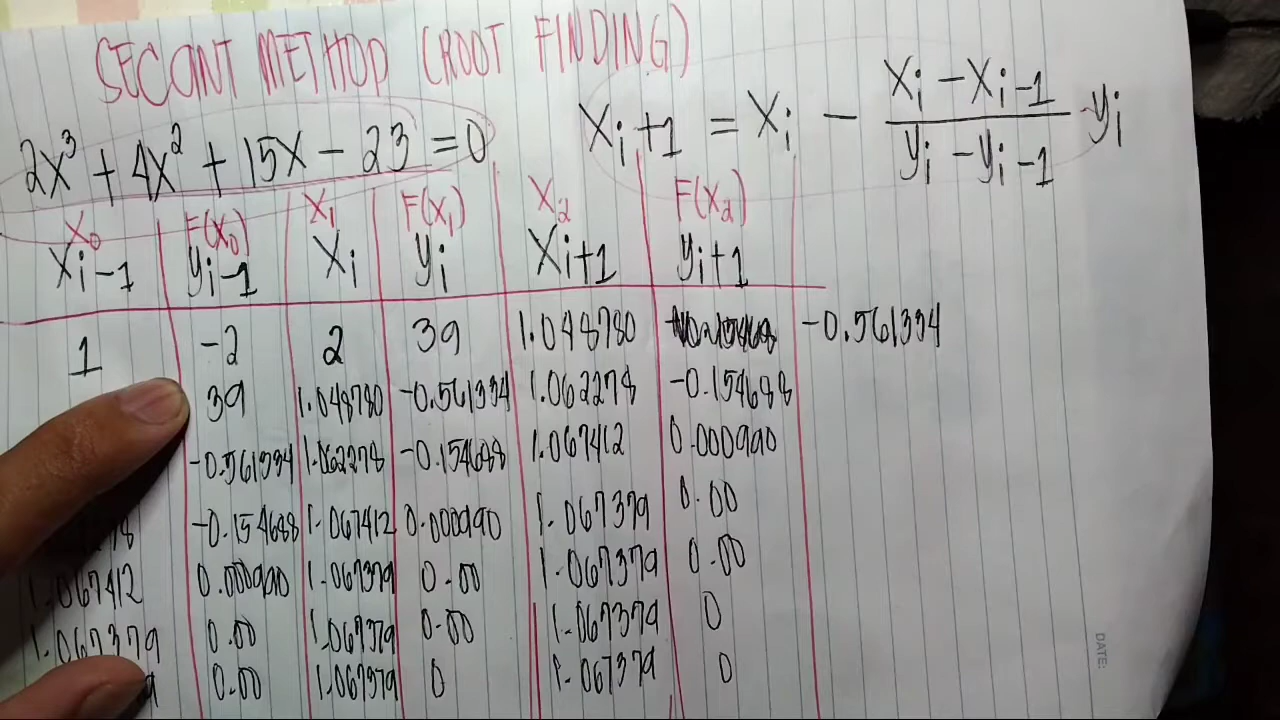 SECANT METHOD (ROOT FINDING)
2x³ + 4x² + 15x - 23 = 0
Xi+1 = Xi - (Xi - Xi-1)/(yi - yi-1) · yi
X0 F(X0) X1 F(X1) X2 F(X2)
Xi-1 yi-1 Xi yi Xi+1 yi+1
1 -2 2 39 1.048780 -0.561334
39 1.048780 -0.561334 1.062278 -0.154688
-0.561334 1.062278 -0.154688 1.067412 0.000990
-0.154688 1.067412 0.000990 1.067379 0.00
1.067412 0.000990 1.067379 0.00 1.067379 0.00
1.067379 0.00 1.067379 0.00 1.067379 0
0.00 1.067379 0 1.067379 0
DATE: